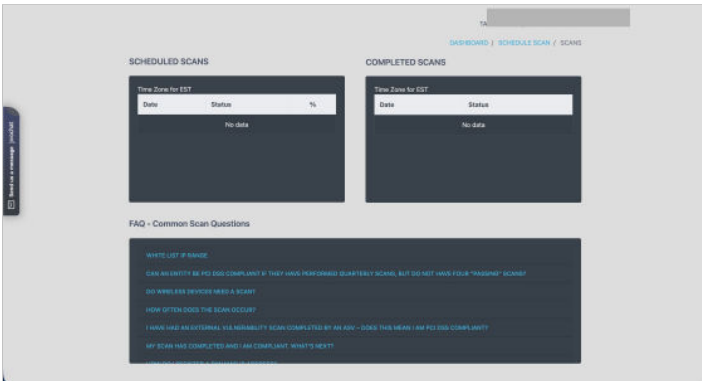 TA
DASHBOARD / SCHEDULE SCAN / SCANS
SCHEDULED SCANS
COMPLETED SCANS
Time Zone for EST
Date Status %
No data
Time Zone for EST
Date Status
No data
Send us a message
FAQ - Common Scan Questions
WHITE LIST IP RANGE
CAN AN ENTITY BE PCI DSS COMPLIANT IF THEY HAVE PERFORMED QUARTERLY SCANS, BUT DO NOT HAVE FOUR "PASSING" SCANS?
DO WIRELESS DEVICES NEED A SCAN?
HOW OFTEN DOES THE SCAN OCCUR?
I HAVE HAD AN EXTERNAL VULNERABILITY SCAN COMPLETED BY AN ASV – DOES THIS MEAN I AM PCI DSS COMPLIANT?
MY SCAN HAS COMPLETED AND I AM COMPLIANT. WHAT'S NEXT?